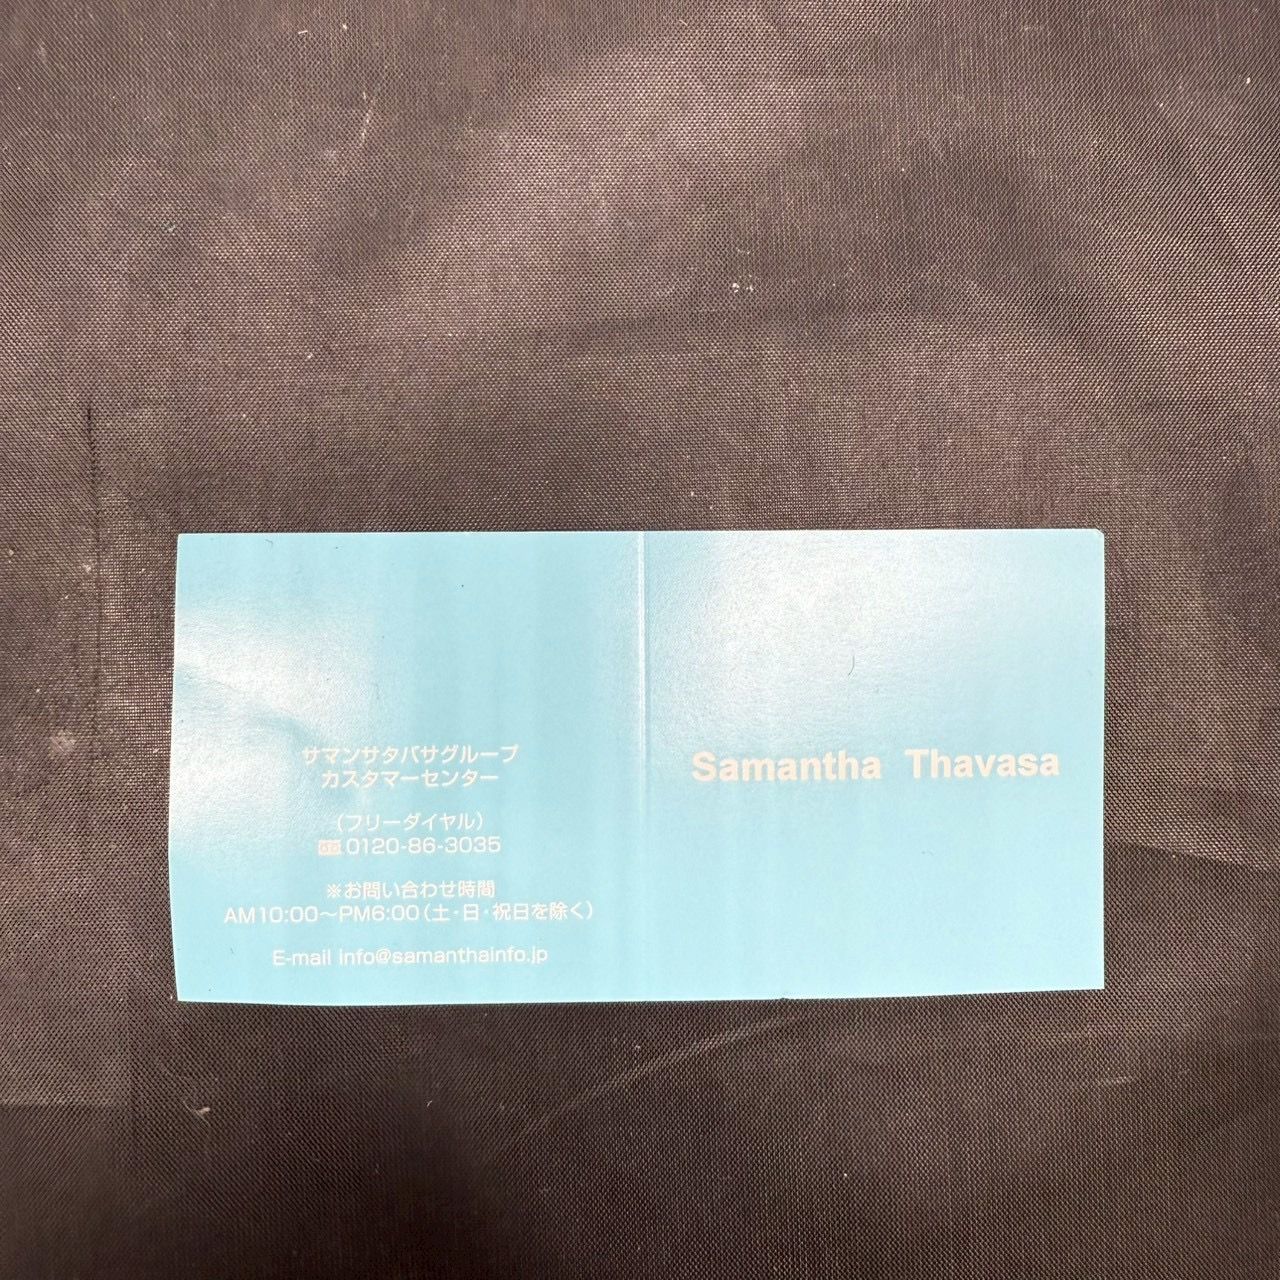 サマンサタバサグループ
カスタマーセンター
(フリーダイヤル)
0120-86-3035
※お問い合わせ時間
AM10:00〜PM6:00(土・日・祝日を除く)
E-mail info@samanthainfo.jp
Samantha Thavasa